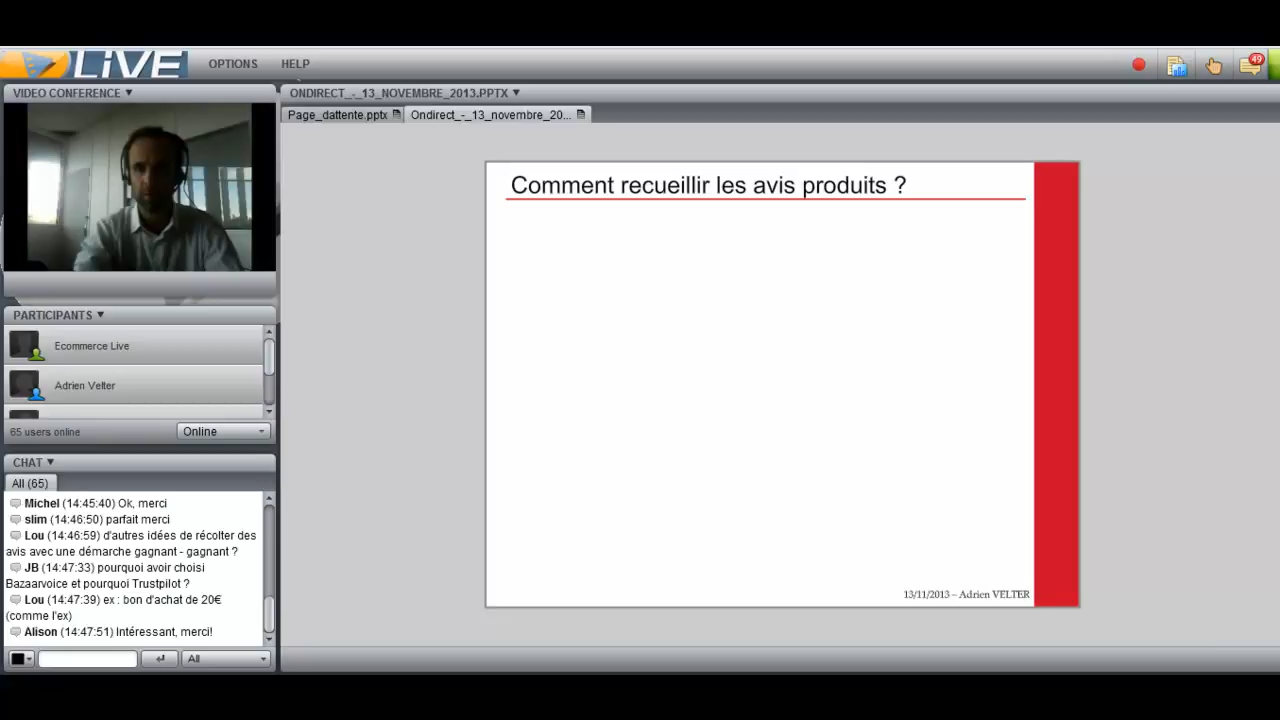 LiVE
OPTIONS
HELP
49
VIDEO CONFERENCE
ONDIRECT_-_13_NOVEMBRE_2013.PPTX
Page_dattente.pptx
Ondirect_-_13_novembre_20...
Comment recueillir les avis produits ?
13/11/2013 – Adrien VELTER
PARTICIPANTS
Ecommerce Live
Adrien Velter
65 users online
Online
CHAT
All (65)
Michel (14:45:40) Ok, merci
slim (14:46:50) parfait merci
Lou (14:46:59) d'autres idées de récolter des
avis avec une démarche gagnant - gagnant ?
JB (14:47:33) pourquoi avoir choisi
Bazaarvoice et pourquoi Trustpilot ?
Lou (14:47:39) ex : bon d'achat de 20€
(comme l'ex)
Alison (14:47:51) Intéressant, merci!
All